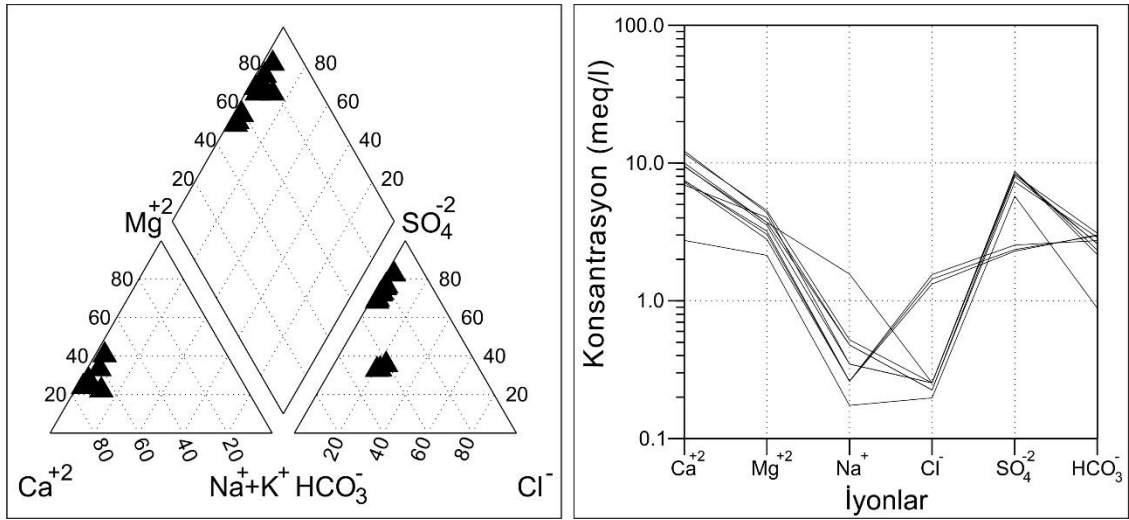 80 80
60 60
40 40
20 20
Mg+2 SO4-2
80 80
60 60
40 40
20 20
80 60 40 20 20 40 60 80
Ca+2 Na++K+ HCO3- Cl-
Konsantrasyon (meq/l)
100.0
10.0
1.0
0.1
Ca+2 Mg+2 Na+ Cl- SO4-2 HCO3-
İyonlar